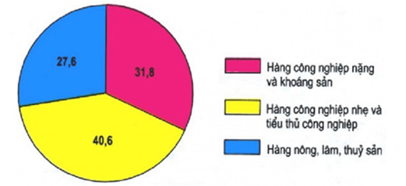 27,6
31,8
40,6
Hàng công nghiệp nặng
và khoáng sản
Hàng công nghiệp nhẹ và
tiểu thủ công nghiệp
Hàng nông, lâm, thuỷ sản